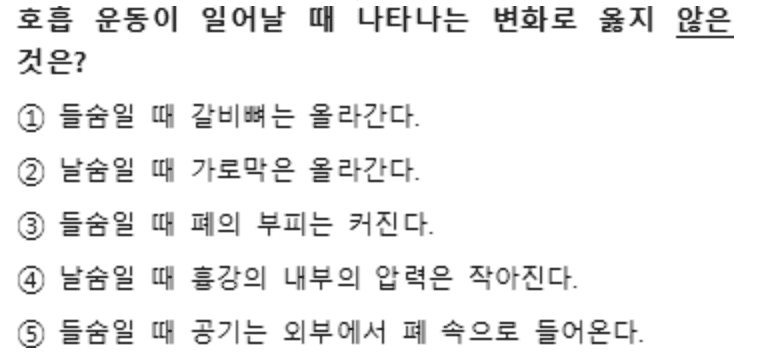 호흡 운동이 일어날 때 나타나는 변화로 옳지 않은
것은?
① 들숨일 때 갈비뼈는 올라간다.
② 날숨일 때 가로막은 올라간다.
③ 들숨일 때 폐의 부피는 커진다.
④ 날숨일 때 흉강의 내부의 압력은 작아진다.
⑤ 들숨일 때 공기는 외부에서 폐 속으로 들어온다.